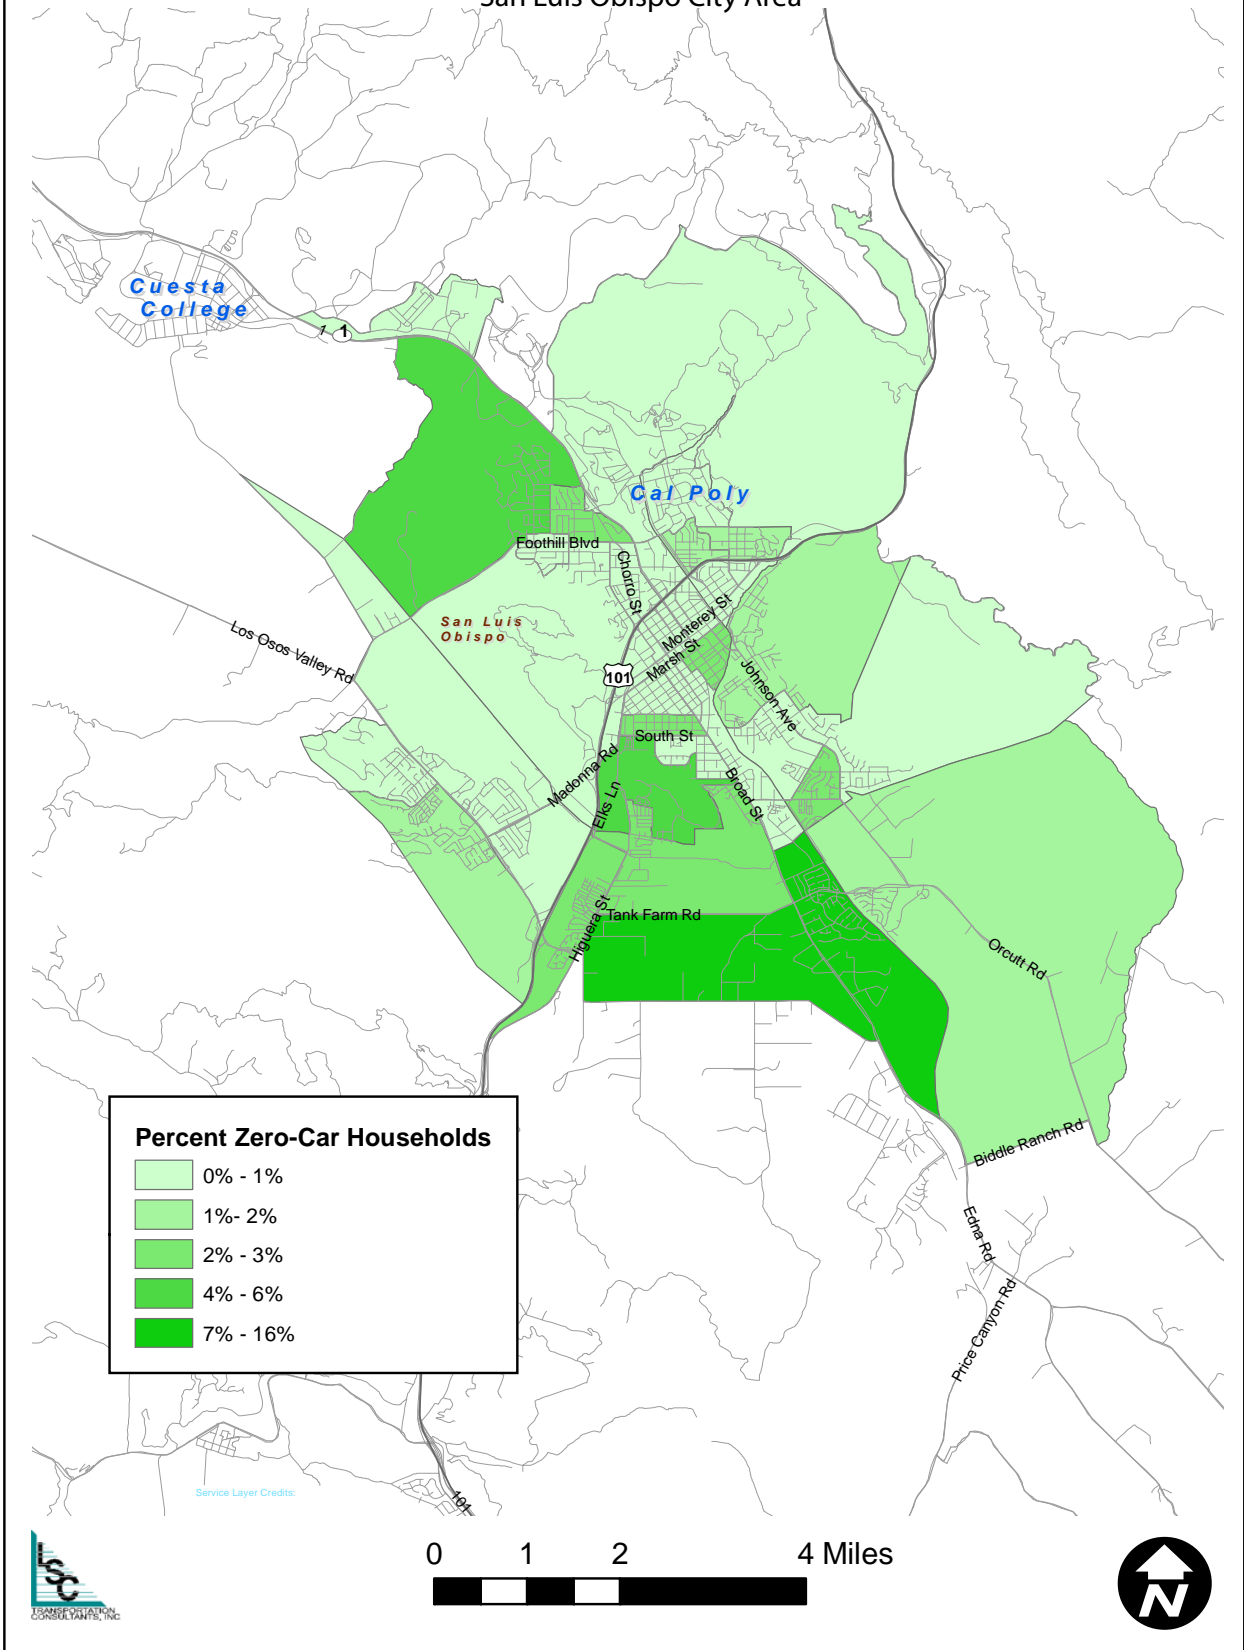 San Luis Obispo City Area
Cuesta
College
1
1
Cal Poly
Foothill Blvd
Chorro St
San Luis
Obispo
Monterey St
Marsh St
Los Osos Valley Rd
101
Johnson Ave
South St
Madonna Rd
Elks Ln
Broad St
Higuera St
Tank Farm Rd
Orcutt Rd
Biddle Ranch Rd
Edna Rd
Price Canyon Rd
Percent Zero-Car Households
0% - 1%
1%- 2%
2% - 3%
4% - 6%
7% - 16%
Service Layer Credits:
101
0 1 2 4 Miles
LSC
TRANSPORTATION
CONSULTANTS, INC
N